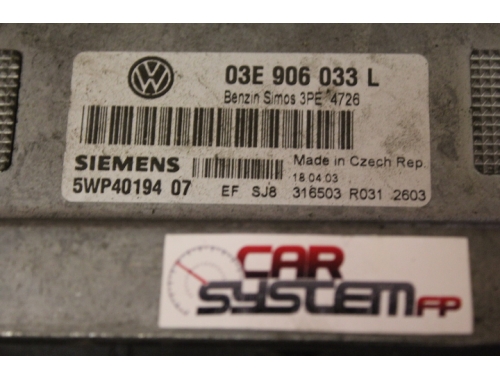 03E 906 033 L
Benzin Simos 3PE 4726
SIEMENS
Made in Czech Rep.
18.04.03
5WP40194 07
EF SJ8 316503 R031 2603
CAR
SYSTEM FP